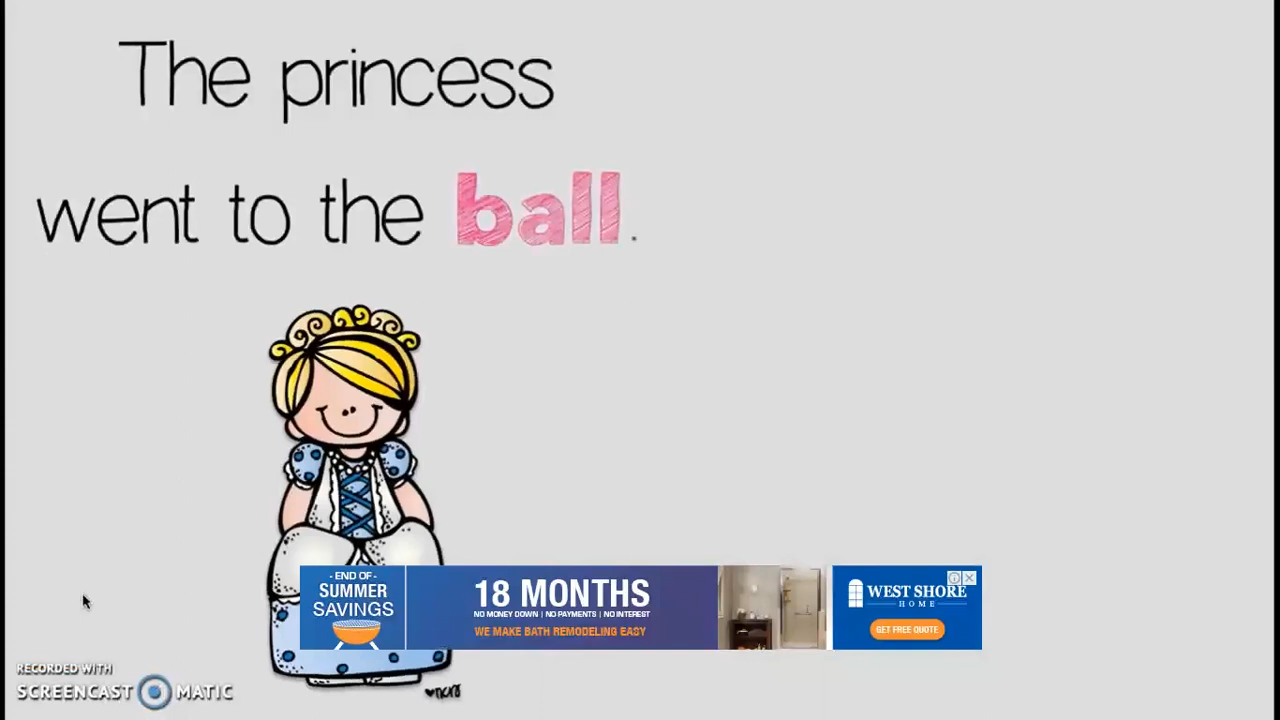 The princess
went to the ball.
- END OF -
SUMMER
SAVINGS
18 MONTHS
NO MONEY DOWN | NO PAYMENTS | NO INTEREST
WE MAKE BATH REMODELING EASY
WEST SHORE
HOME
GET FREE QUOTE
RECORDED WITH
SCREENCAST MATIC